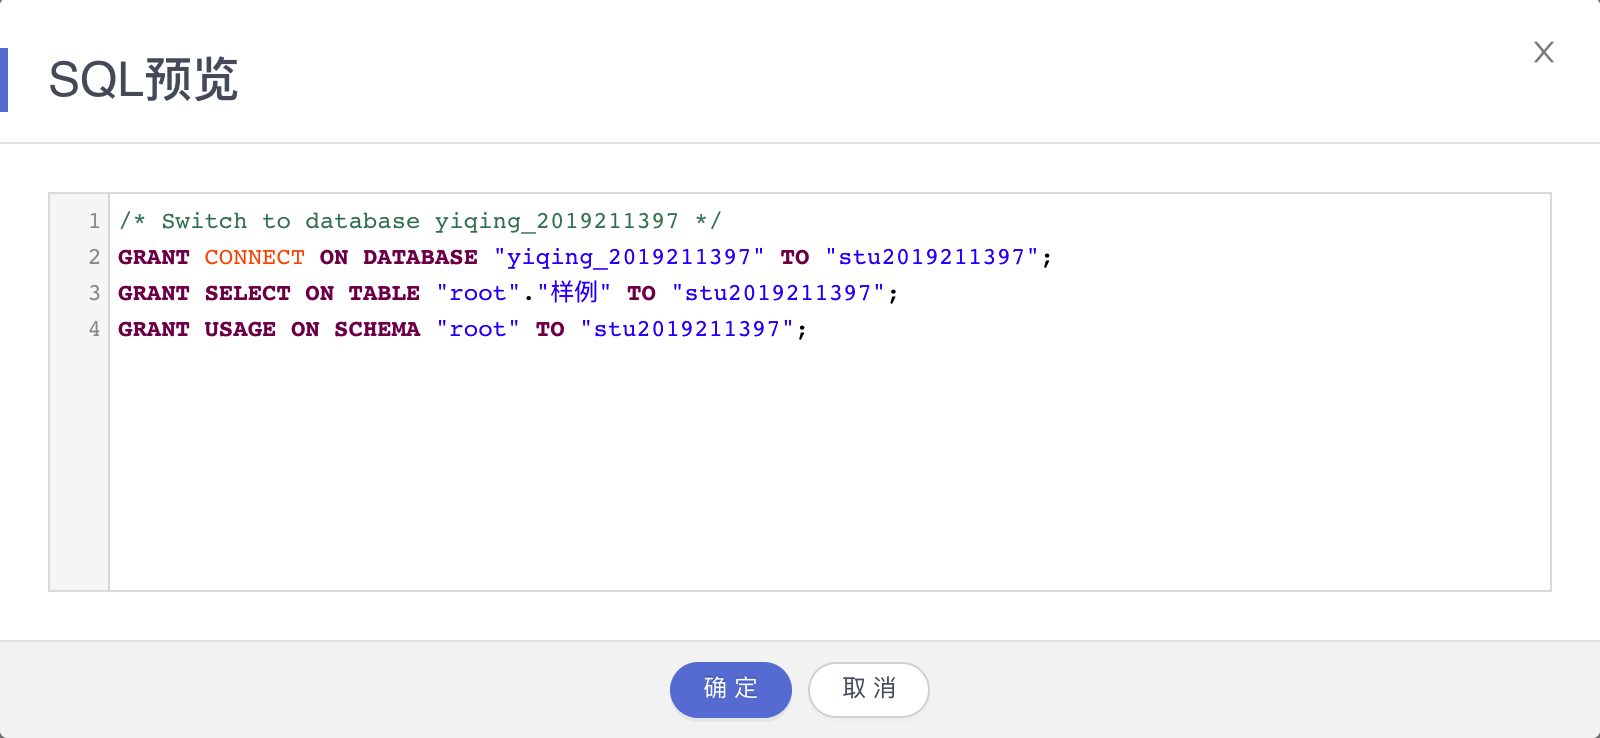 SQL预览
X
1 /* Switch to database yiqing_2019211397 */
2 GRANT CONNECT ON DATABASE "yiqing_2019211397" TO "stu2019211397";
3 GRANT SELECT ON TABLE "root"."样例" TO "stu2019211397";
4 GRANT USAGE ON SCHEMA "root" TO "stu2019211397";
确 定 取 消